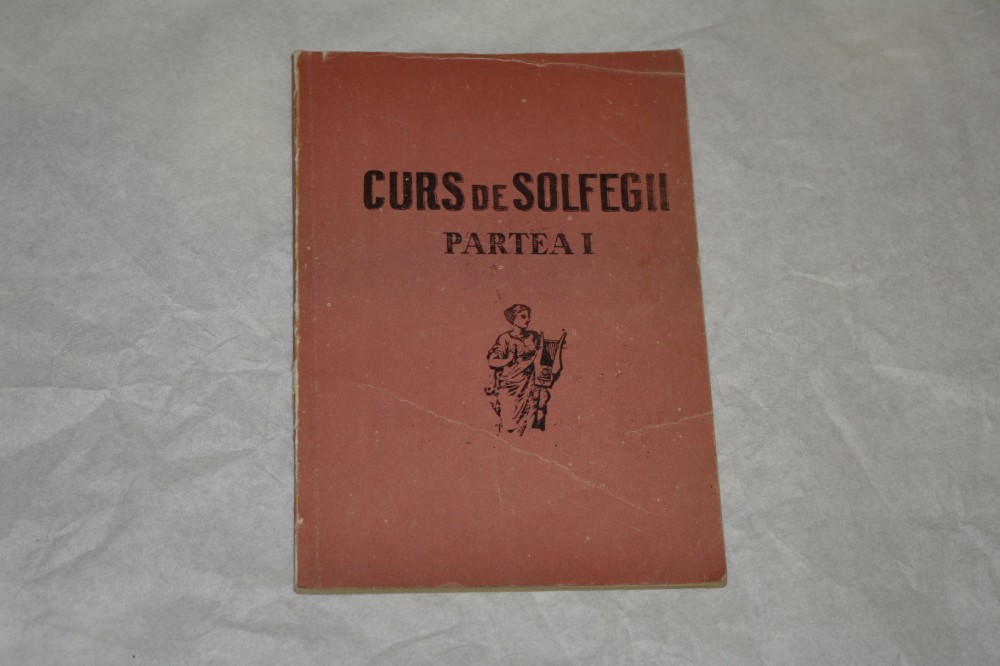 CURS DE SOLFEGII
PARTEA I